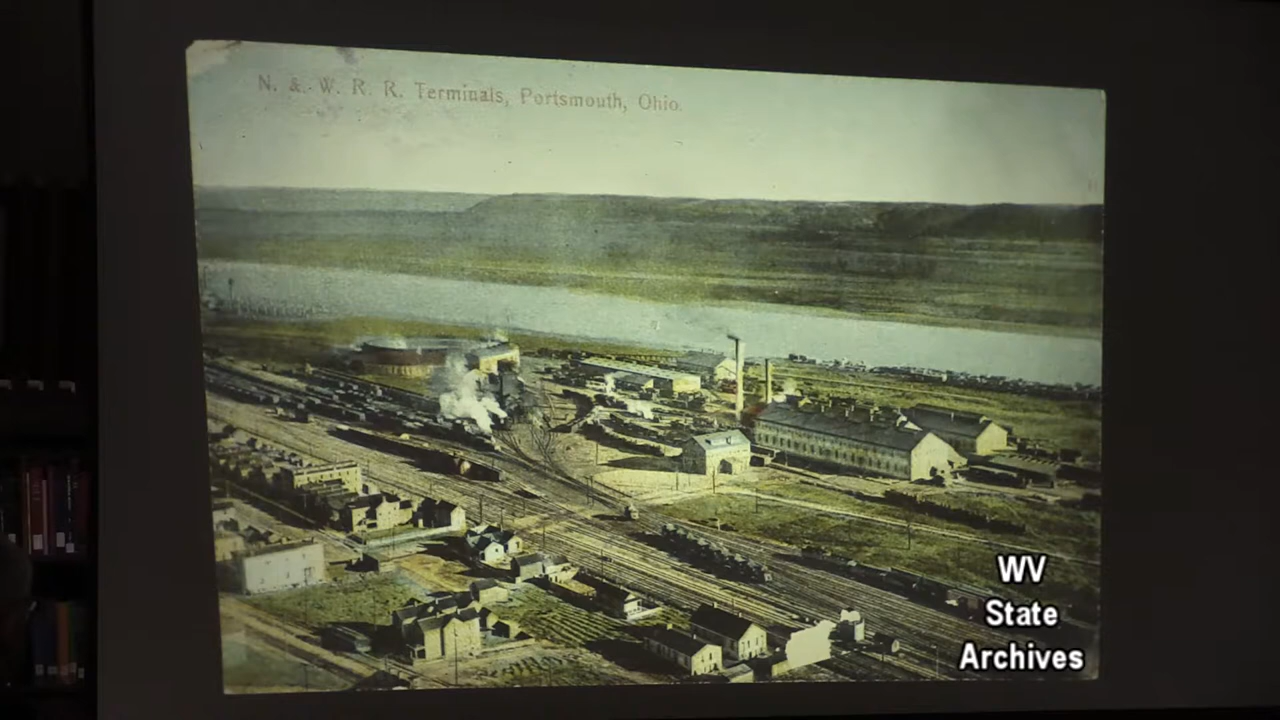 N. & W. R. R. Terminals, Portsmouth, Ohio.
WV
State
Archives